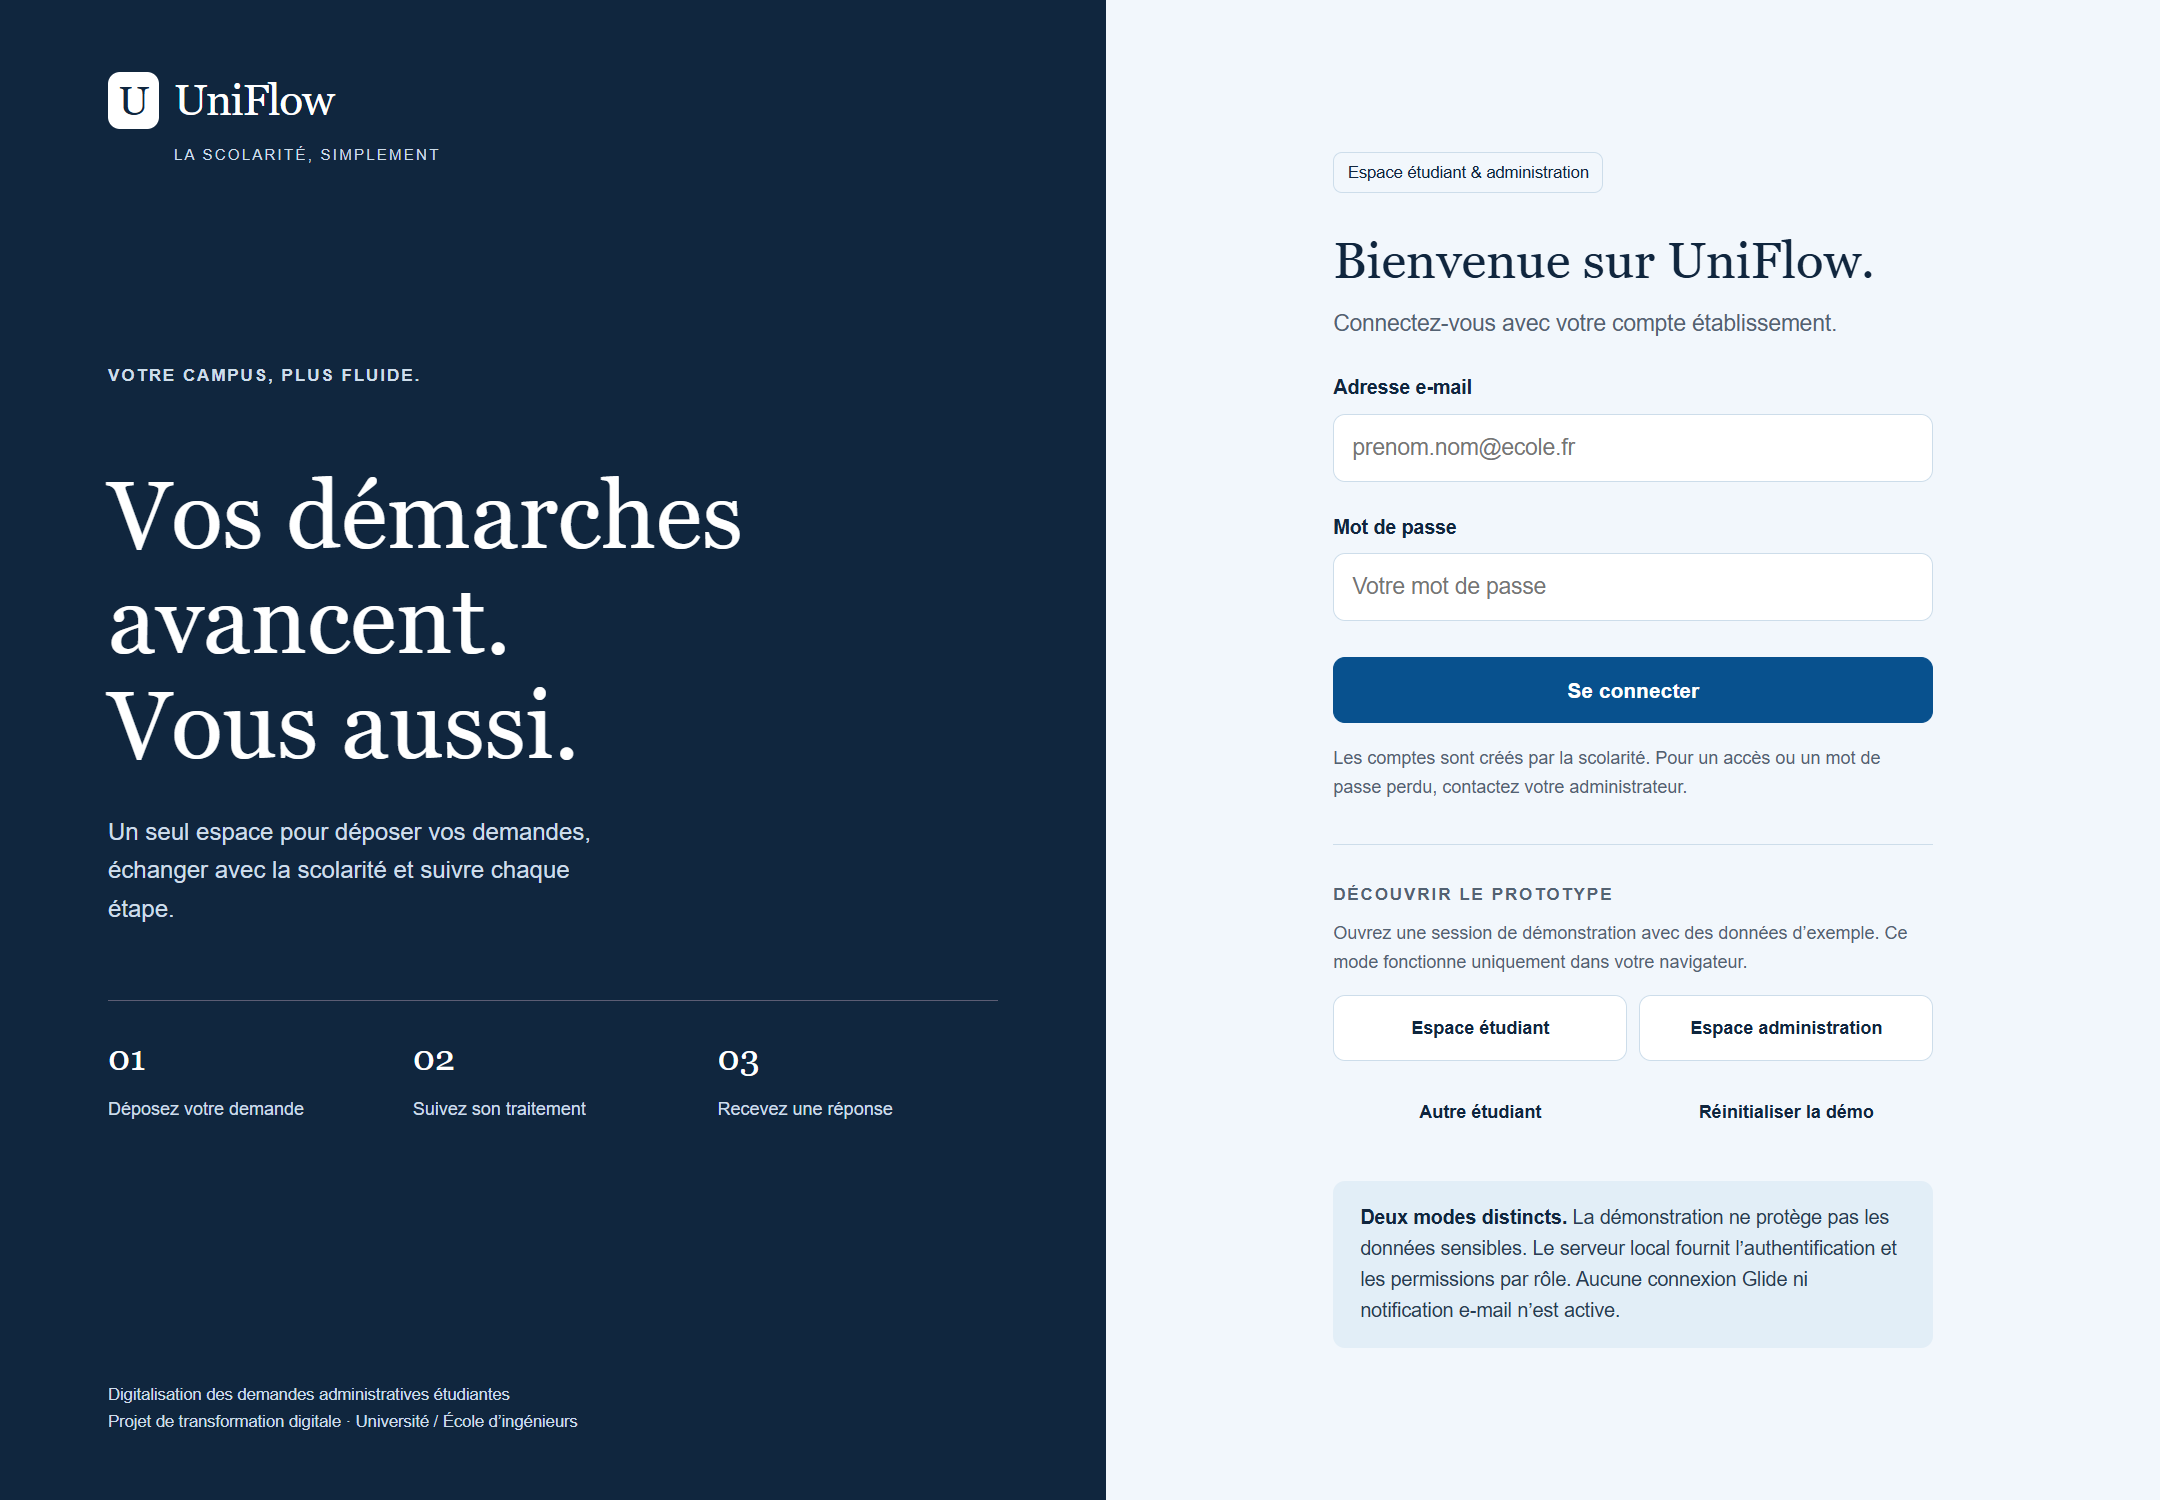 U UniFlow
LA SCOLARITÉ, SIMPLEMENT
VOTRE CAMPUS, PLUS FLUIDE.
Vos démarches
avancent.
Vous aussi.
Un seul espace pour déposer vos demandes,
échanger avec la scolarité et suivre chaque
étape.
01
Déposez votre demande
02
Suivez son traitement
03
Recevez une réponse
Digitalisation des demandes administratives étudiantes
Projet de transformation digitale · Université / École d’ingénieurs
Espace étudiant & administration
Bienvenue sur UniFlow.
Connectez-vous avec votre compte établissement.
Adresse e-mail
prenom.nom@ecole.fr
Mot de passe
Votre mot de passe
Se connecter
Les comptes sont créés par la scolarité. Pour un accès ou un mot de
passe perdu, contactez votre administrateur.
DÉCOUVRIR LE PROTOTYPE
Ouvrez une session de démonstration avec des données d’exemple. Ce
mode fonctionne uniquement dans votre navigateur.
Espace étudiant
Espace administration
Autre étudiant
Réinitialiser la démo
Deux modes distincts. La démonstration ne protège pas les
données sensibles. Le serveur local fournit l’authentification et
les permissions par rôle. Aucune connexion Glide ni
notification e-mail n’est active.